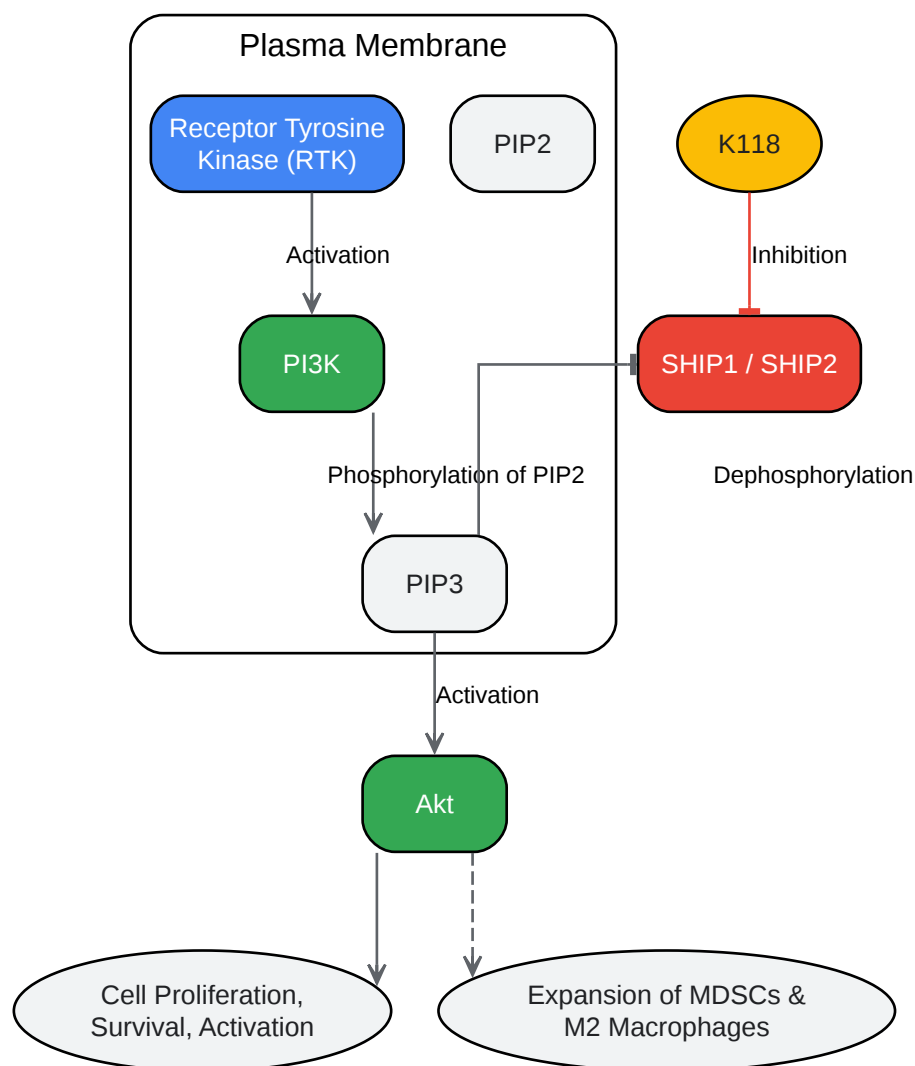 Plasma Membrane
Receptor Tyrosine
Kinase (RTK)
PIP2
K118
Activation
Inhibition
PI3K
SHIP1 / SHIP2
Phosphorylation of PIP2
Dephosphorylation
PIP3
Activation
Akt
Cell Proliferation,
Survival, Activation
Expansion of MDSCs &
M2 Macrophages